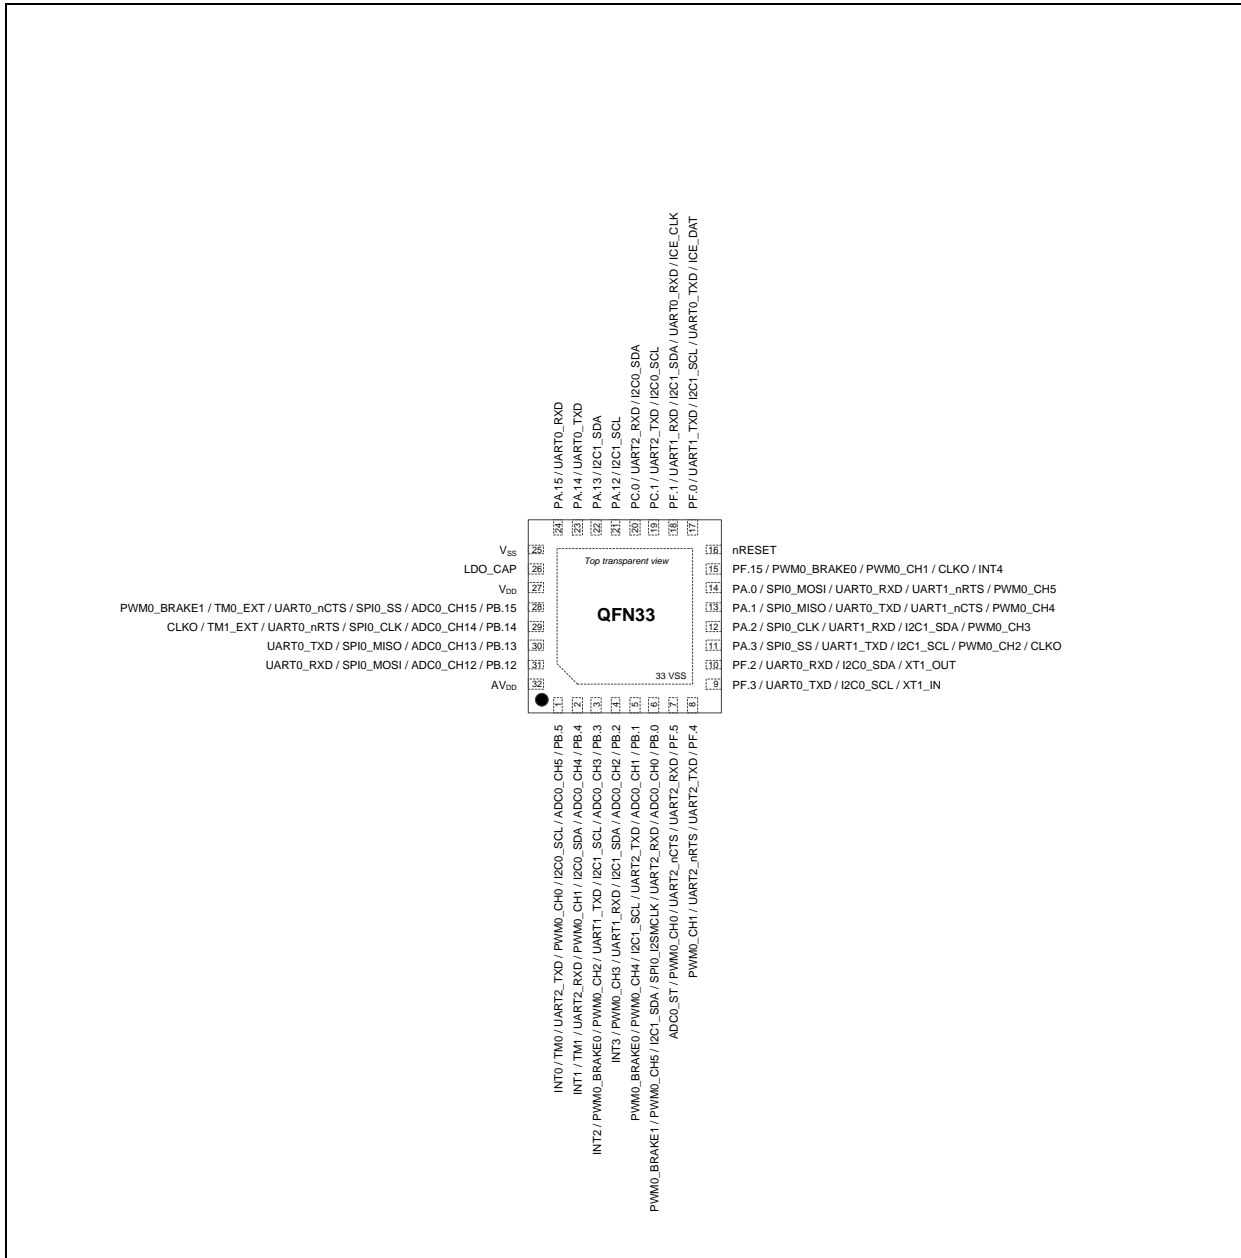 PA.15 / UART0_RXD
PA.14 / UART0_TXD
PA.13 / I2C1_SDA
PA.12 / I2C1_SCL
PC.0 / UART2_RXD / I2C0_SDA
PC.1 / UART2_TXD / I2C0_SCL
PF.1 / UART1_RXD / I2C1_SDA / UART0_RXD / ICE_CLK
PF.0 / UART1_TXD / I2C1_SCL / UART0_TXD / ICE_DAT
24 23 22 21 20 19 18 17
VSS 25
LDO_CAP 26
VDD 27
PWM0_BRAKE1 / TM0_EXT / UART0_nCTS / SPI0_SS / ADC0_CH15 / PB.15 28
CLKO / TM1_EXT / UART0_nRTS / SPI0_CLK / ADC0_CH14 / PB.14 29
UART0_TXD / SPI0_MISO / ADC0_CH13 / PB.13 30
UART0_RXD / SPI0_MOSI / ADC0_CH12 / PB.12 31
AVDD 32
Top transparent view
QFN33
33 VSS
16 nRESET
15 PF.15 / PWM0_BRAKE0 / PWM0_CH1 / CLKO / INT4
14 PA.0 / SPI0_MOSI / UART0_RXD / UART1_nRTS / PWM0_CH5
13 PA.1 / SPI0_MISO / UART0_TXD / UART1_nCTS / PWM0_CH4
12 PA.2 / SPI0_CLK / UART1_RXD / I2C1_SDA / PWM0_CH3
11 PA.3 / SPI0_SS / UART1_TXD / I2C1_SCL / PWM0_CH2 / CLKO
10 PF.2 / UART0_RXD / I2C0_SDA / XT1_OUT
9 PF.3 / UART0_TXD / I2C0_SCL / XT1_IN
1 2 3 4 5 6 7 8
INT0 / TM0 / UART2_TXD / PWM0_CH0 / I2C0_SCL / ADC0_CH5 / PB.5
INT1 / TM1 / UART2_RXD / PWM0_CH1 / I2C0_SDA / ADC0_CH4 / PB.4
INT2 / PWM0_BRAKE0 / PWM0_CH2 / UART1_TXD / I2C1_SCL / ADC0_CH3 / PB.3
INT3 / PWM0_CH3 / UART1_RXD / I2C1_SDA / ADC0_CH2 / PB.2
PWM0_BRAKE0 / PWM0_CH4 / I2C1_SCL / UART2_TXD / ADC0_CH1 / PB.1
PWM0_BRAKE1 / PWM0_CH5 / I2C1_SDA / SPI0_I2SMCLK / UART2_RXD / ADC0_CH0 / PB.0
ADC0_ST / PWM0_CH0 / UART2_nCTS / UART2_RXD / PF.5
PWM0_CH1 / UART2_nRTS / UART2_TXD / PF.4